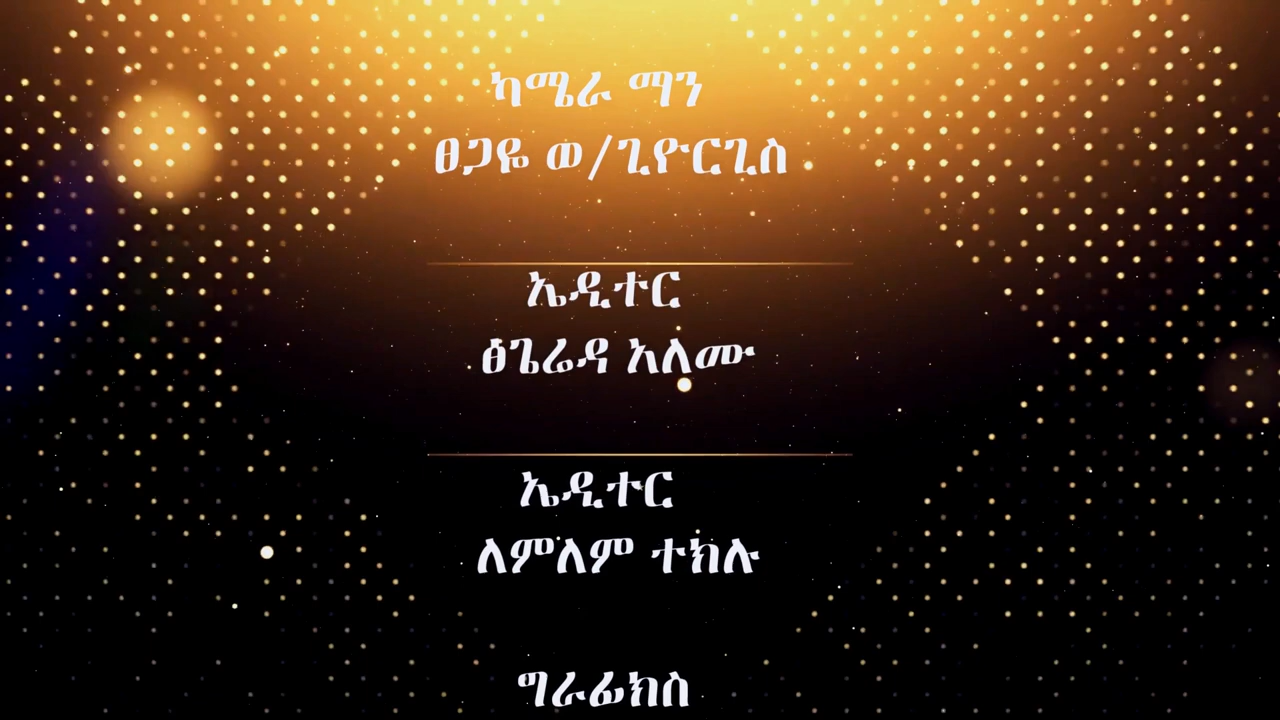 ካሜራ ማን
ፀጋዬ ወ/ጊዮርጊስ
ኤዲተር
ፅጌሬዳ አለሙ
ኤዲተር
ለምለም ተክሉ
ግራፊክስ